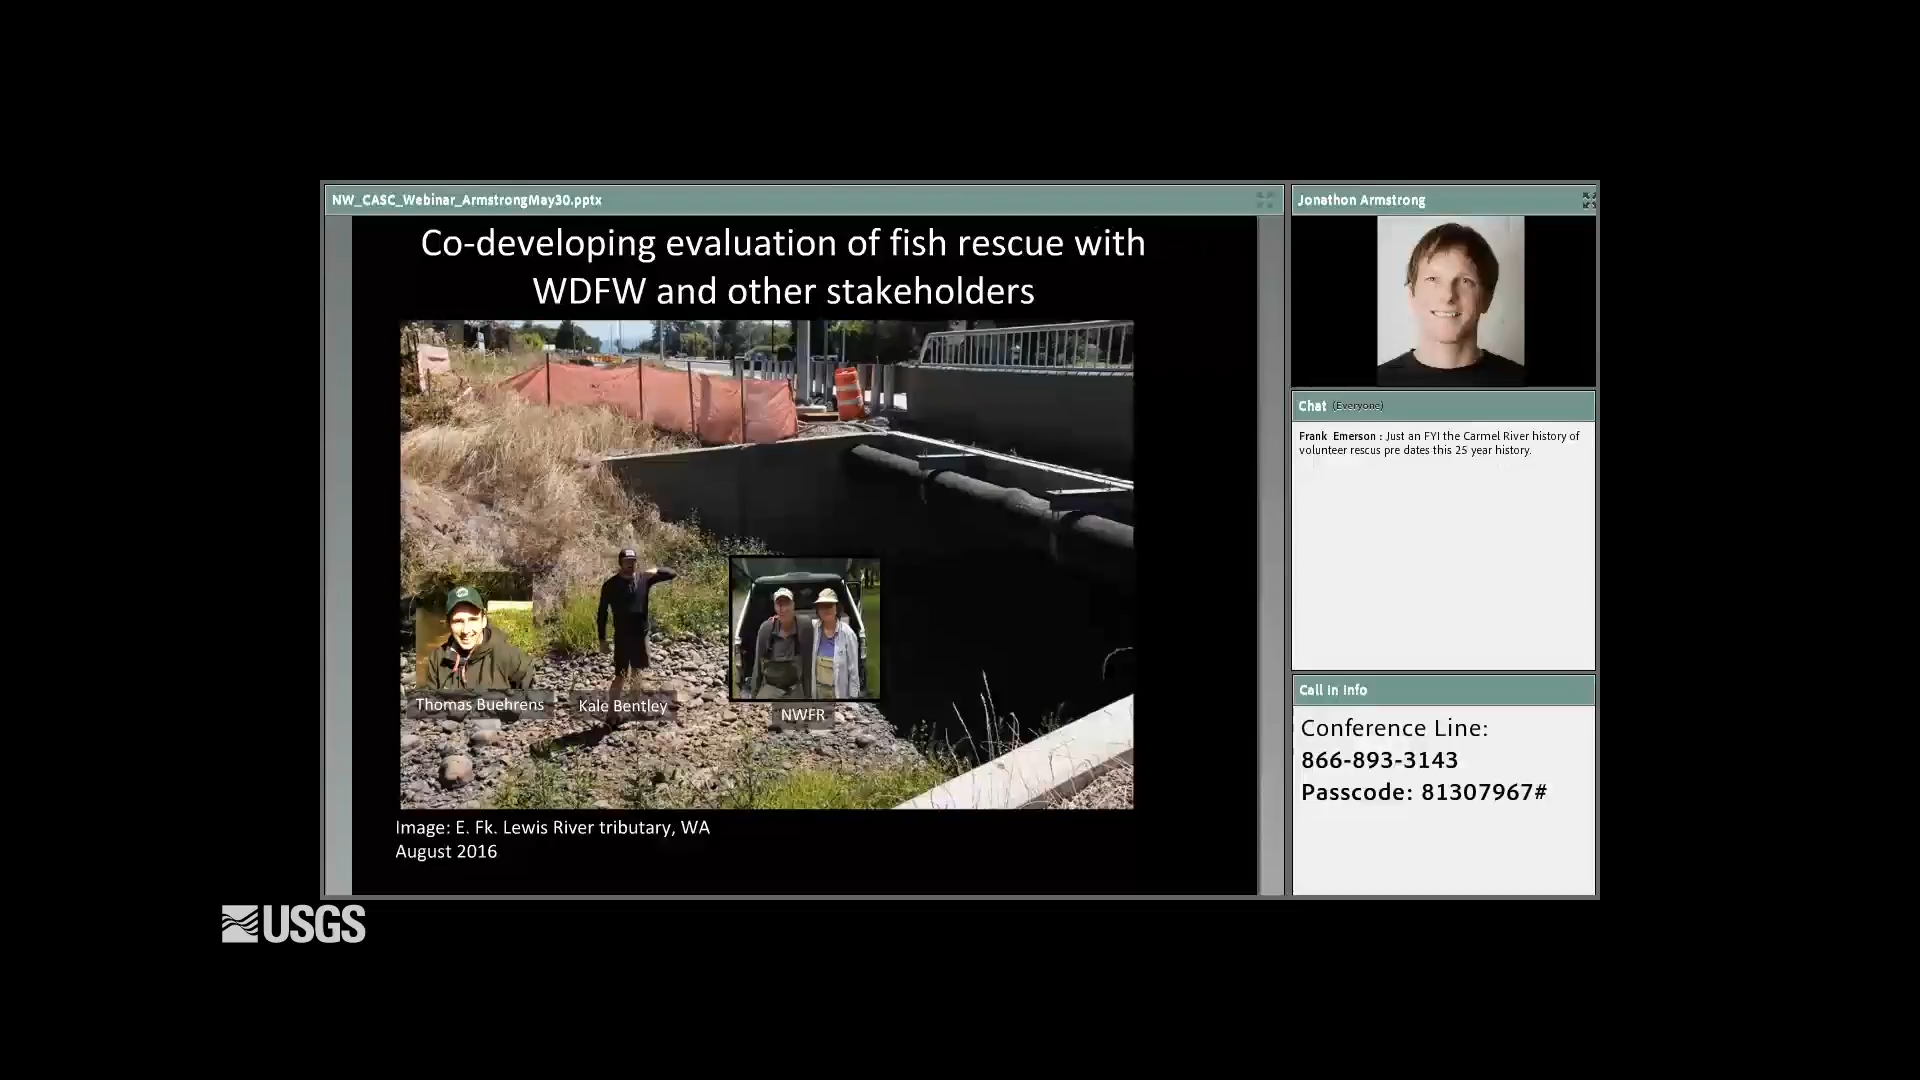 NW_CASC_Webinar_ArmstrongMay30.pptx
Co-developing evaluation of fish rescue with
WDFW and other stakeholders
Thomas Buehrens
Kale Bentley
NWFR
Image: E. Fk. Lewis River tributary, WA
August 2016
Jonathon Armstrong
Chat (Everyone)
Frank Emerson : Just an FYI the Carmel River history of
volunteer rescus pre dates this 25 year history.
Call in Info
Conference Line:
866-893-3143
Passcode: 81307967#
USGS